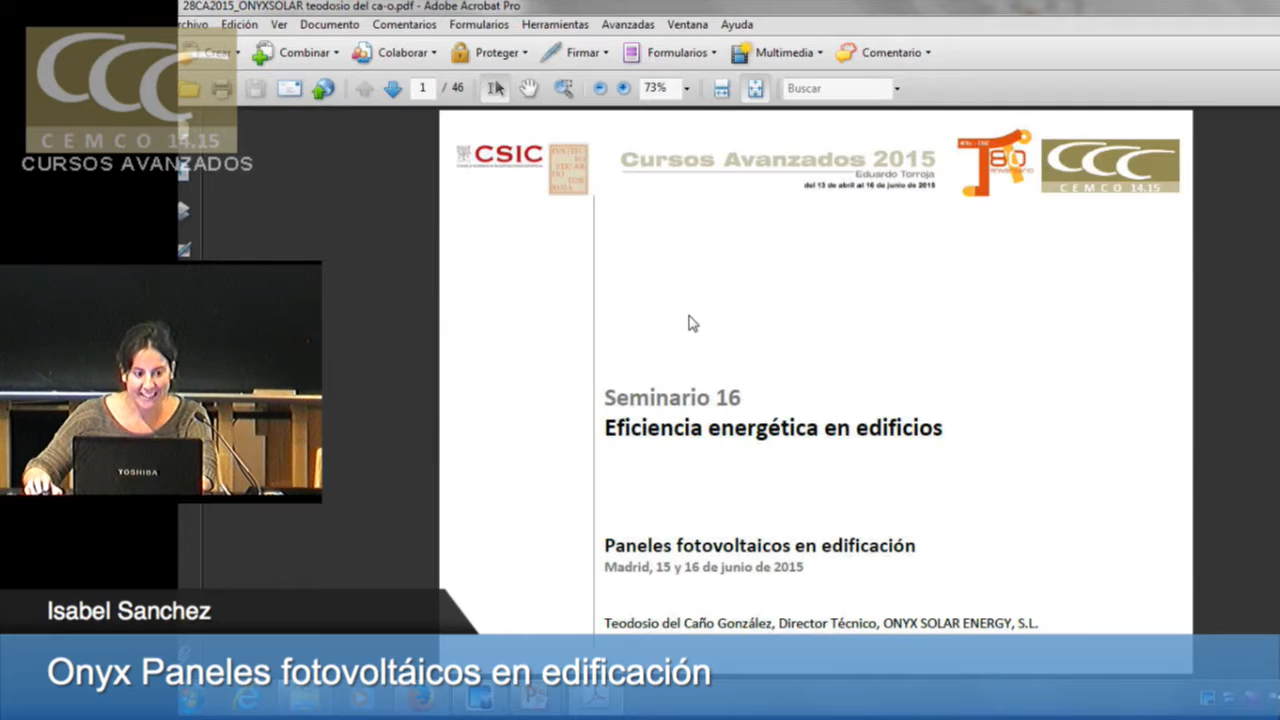 28CA2015_ONYXSOLAR teodosio del ca-o.pdf - Adobe Acrobat Pro
rchivo Edición Ver Documento Comentarios Formularios Herramientas Avanzadas Ventana Ayuda
Crear Combinar Colaborar Proteger Firmar Formularios Multimedia Comentario
1 / 46 73% Buscar
CCC
CEMCO 14.15
CURSOS AVANZADOS
CSIC
Cursos Avanzados 2015
Eduardo Torroja
del 13 de abril al 16 de junio de 2015
80
CCC
CEMCO 14.15
Seminario 16
Eficiencia energética en edificios
TOSHIBA
Paneles fotovoltaicos en edificación
Madrid, 15 y 16 de junio de 2015
Teodosio del Caño González, Director Técnico, ONYX SOLAR ENERGY, S.L.
Isabel Sanchez
Onyx Paneles fotovoltáicos en edificación